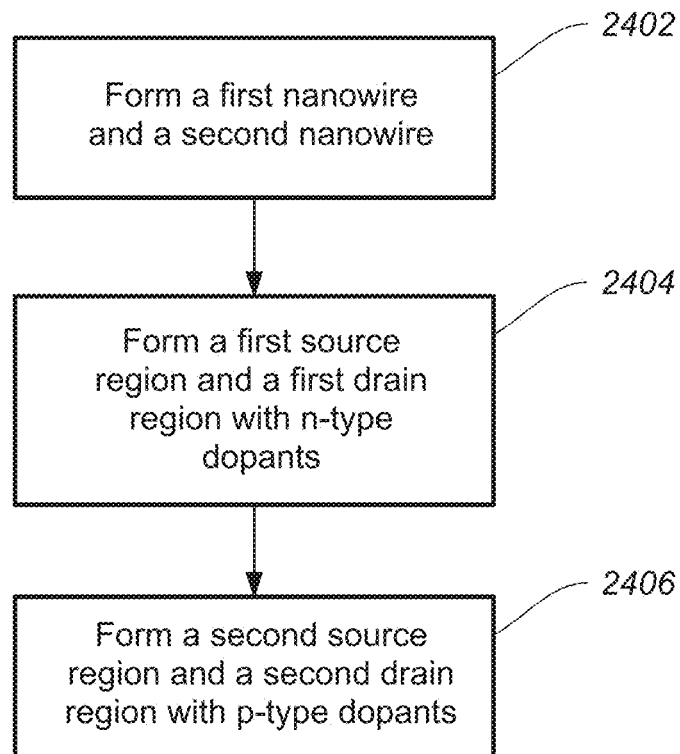 2402
Form a first nanowire
and a second nanowire
2404
Form a first source
region and a first drain
region with n-type
dopants
2406
Form a second source
region and a second drain
region with p-type dopants